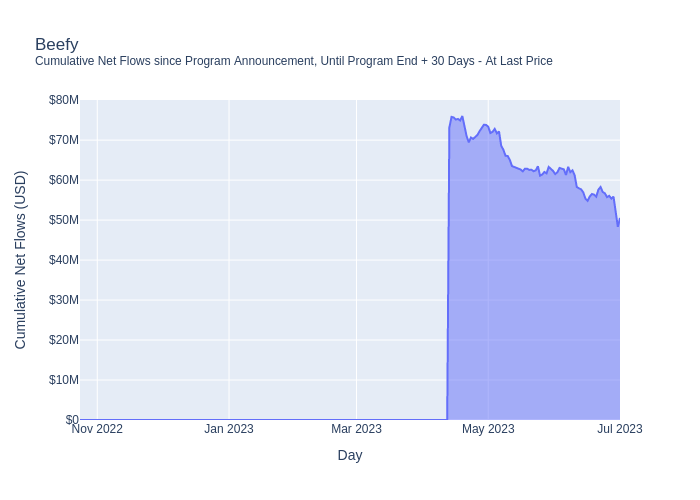 Beefy
Cumulative Net Flows since Program Announcement, Until Program End + 30 Days - At Last Price
$80M
$70M
$60M
$50M
$40M
$30M
$20M
$10M
$0
Cumulative Net Flows (USD)
Nov 2022
Jan 2023
Mar 2023
May 2023
Jul 2023
Day